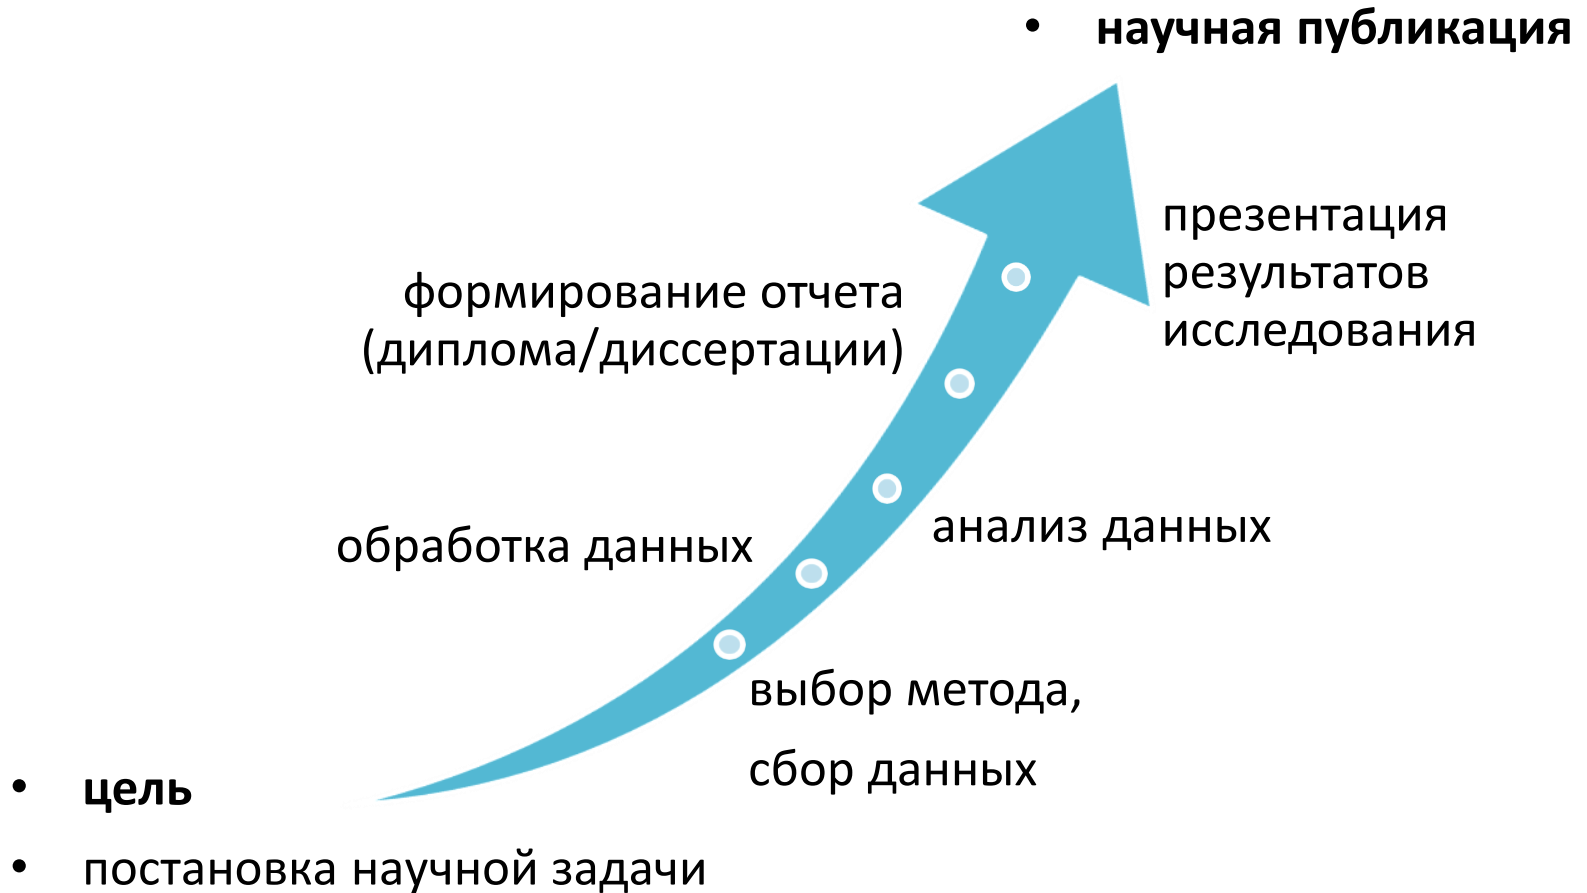 • научная публикация
презентация
результатов
исследования
формирование отчета
(диплома/диссертации)
обработка данных
анализ данных
выбор метода,
сбор данных
• цель
• постановка научной задачи